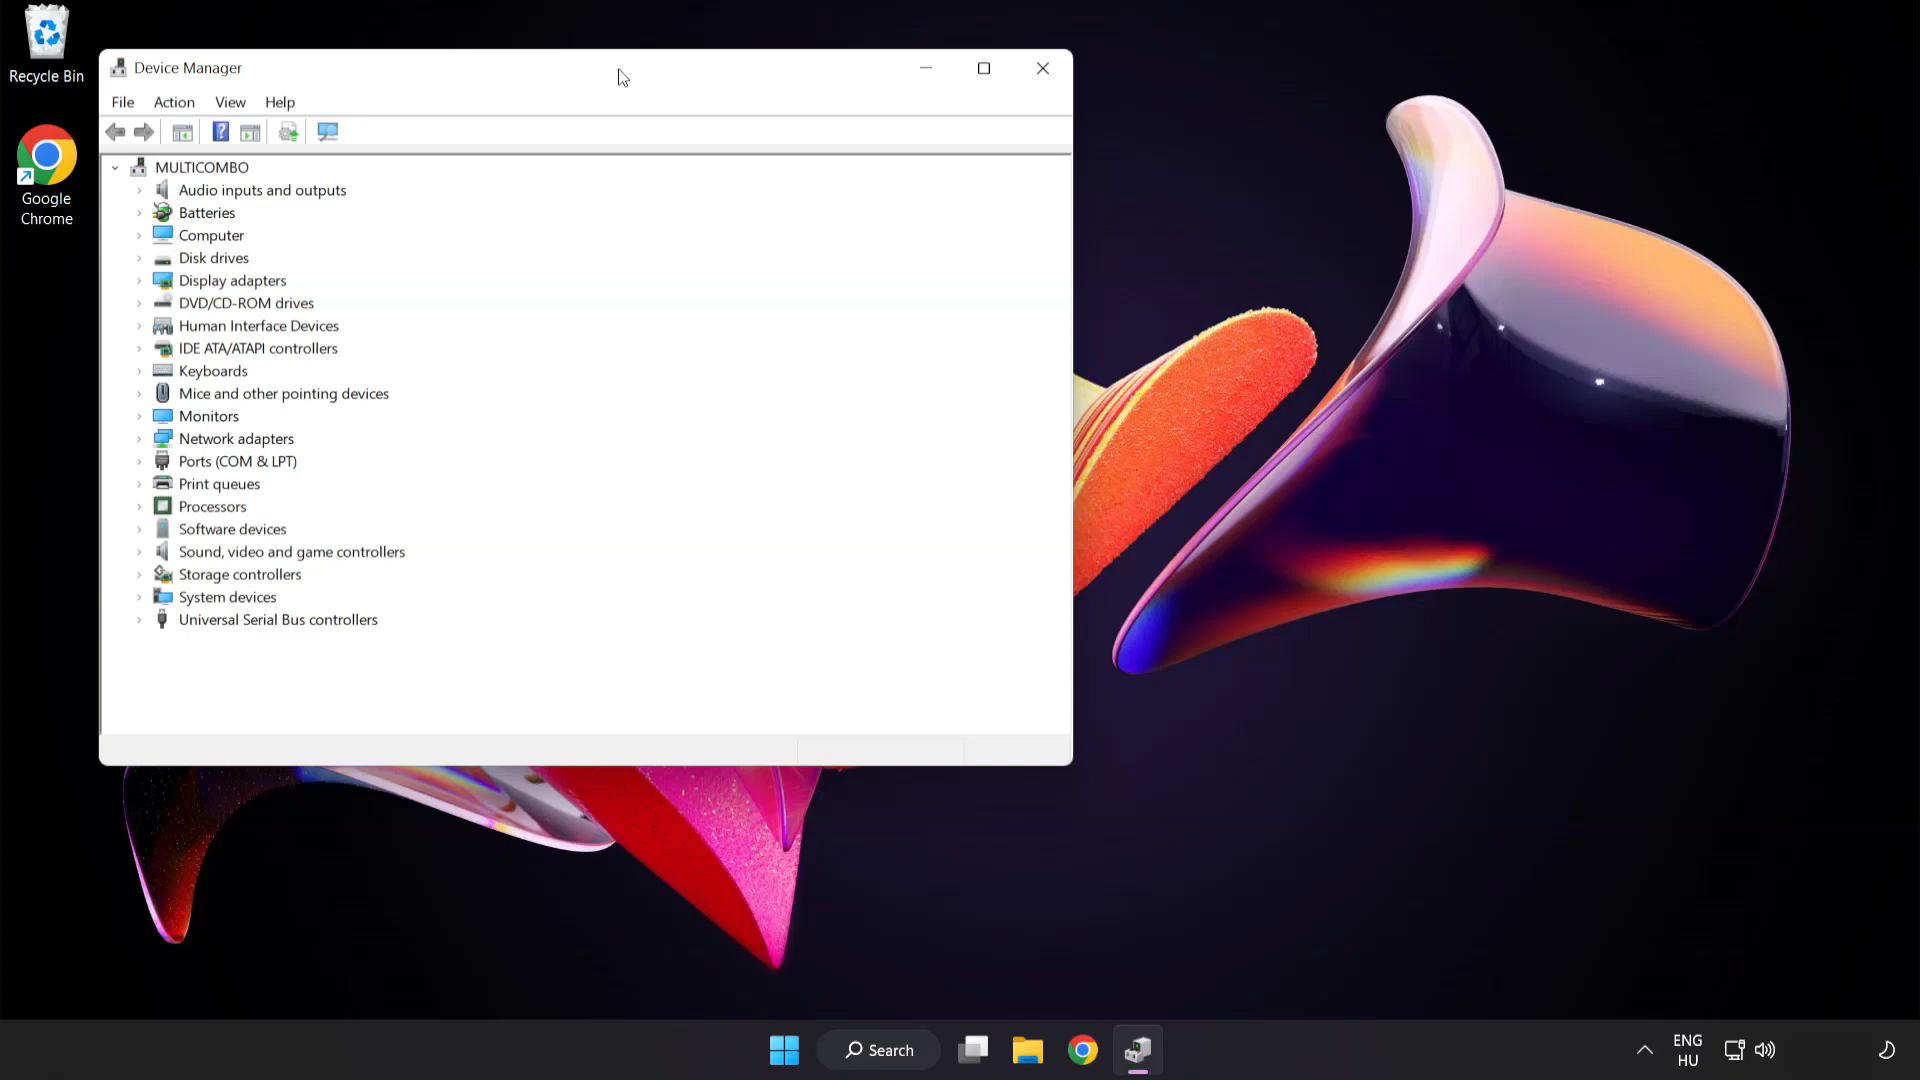 Recycle Bin
Google
Chrome
Device Manager
File Action View Help
MULTICOMBO
Audio inputs and outputs
Batteries
Computer
Disk drives
Display adapters
DVD/CD-ROM drives
Human Interface Devices
IDE ATA/ATAPI controllers
Keyboards
Mice and other pointing devices
Monitors
Network adapters
Ports (COM & LPT)
Print queues
Processors
Software devices
Sound, video and game controllers
Storage controllers
System devices
Universal Serial Bus controllers
Search
ENG
HU